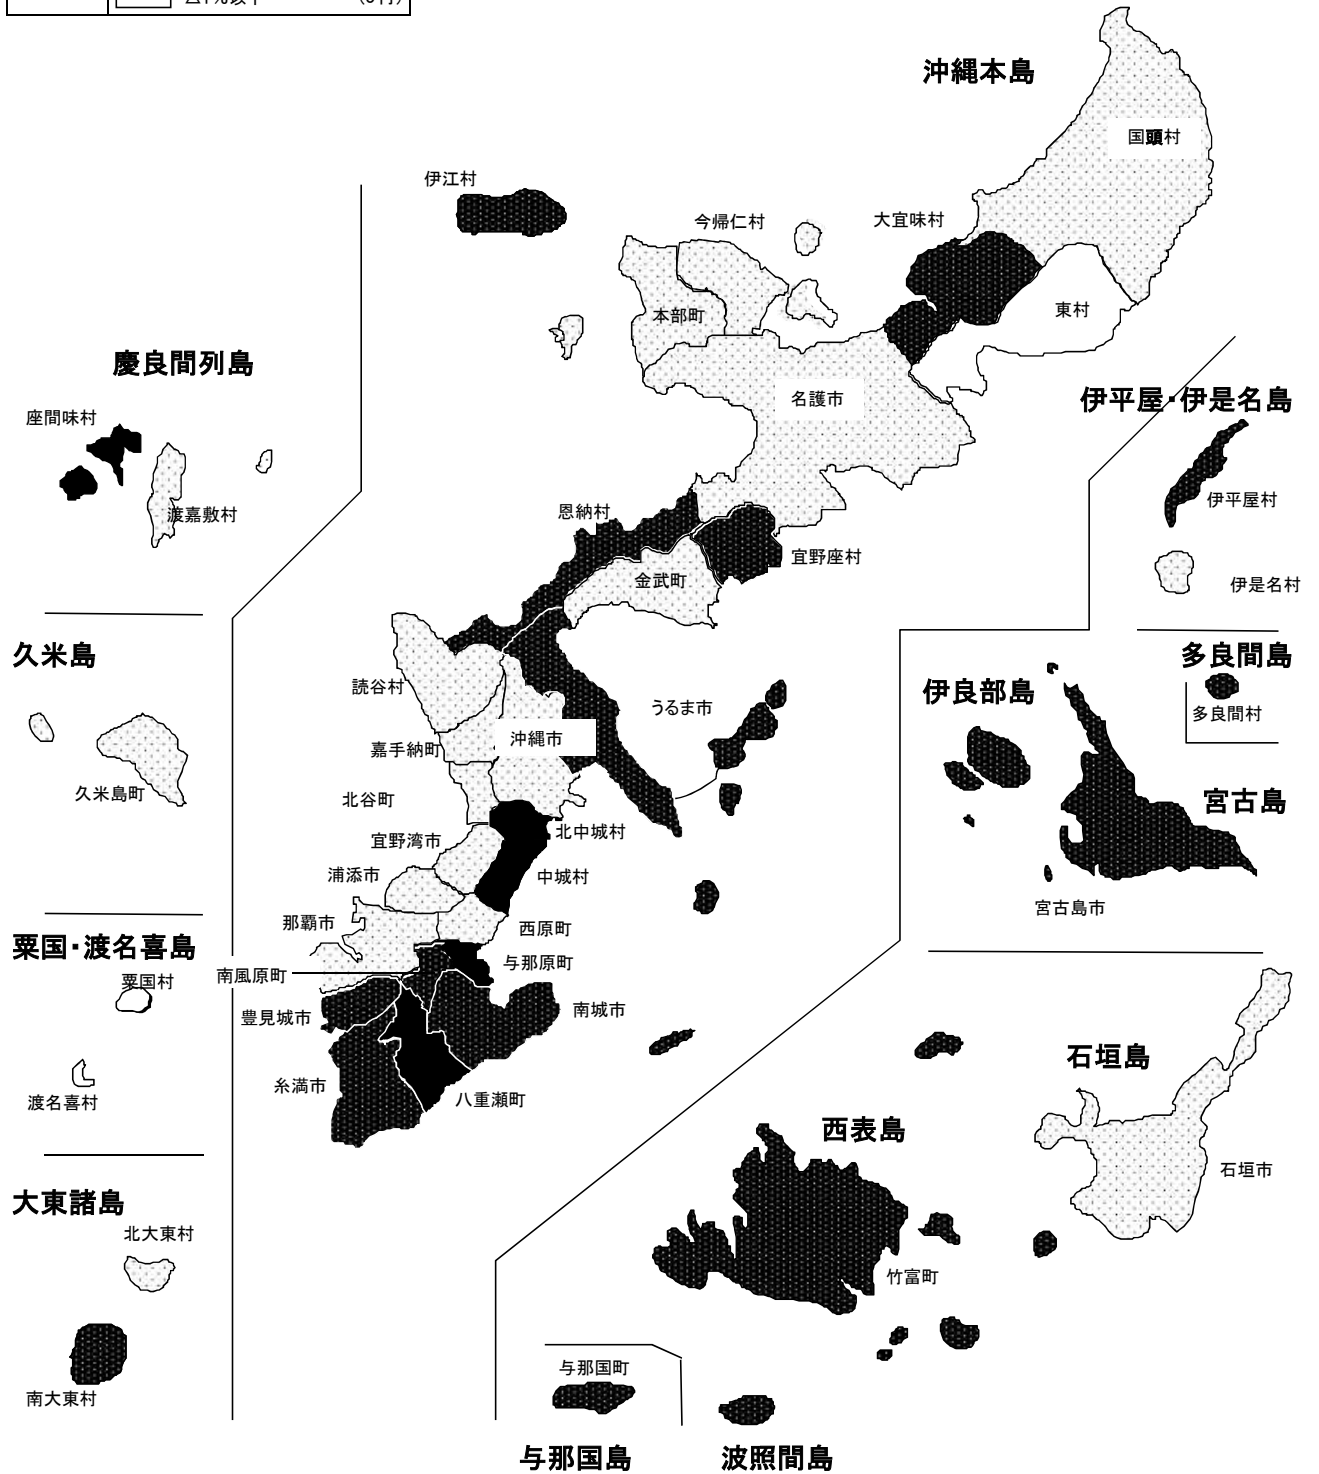 沖縄本島
国頭村
伊江村
今帰仁村
大宜味村
本部町
東村
慶良間列島
名護市
伊平屋・伊是名島
座間味村
渡嘉敷村
恩納村
伊平屋村
宜野座村
金武町
伊是名村
久米島
多良間島
伊良部島
読谷村
うるま市
多良間村
沖縄市
嘉手納町
久米島町
北谷町
宮古島
宜野湾市
北中城村
浦添市
中城村
宮古島市
那覇市
西原町
粟国・渡名喜島
粟国村
南風原町
与那原町
豊見城市
南城市
石垣島
糸満市
渡名喜村
八重瀬町
西表島
石垣市
大東諸島
北大東村
竹富町
与那国町
南大東村
与那国島
波照間島